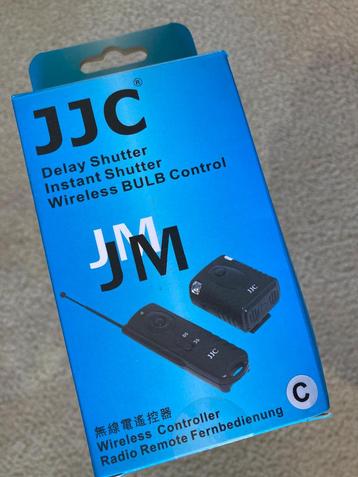 JJC®
Delay Shutter
Instant Shutter
Wireless BULB Control
JM
JM
JJC
無線電遙控器
Wireless Controller
Radio Remote Fernbedienung
C